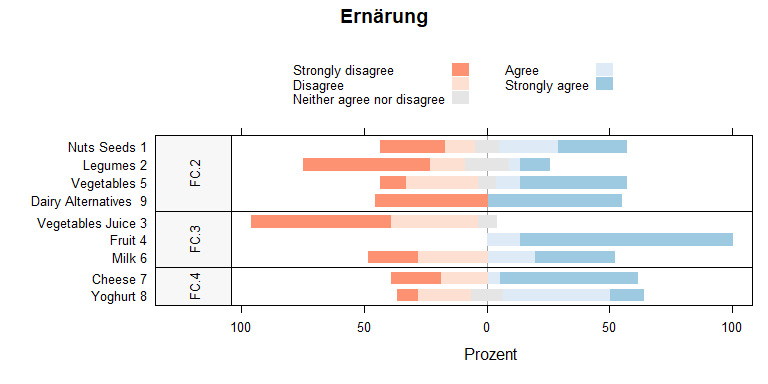 Ernärung
Strongly disagree
Disagree
Neither agree nor disagree
Agree
Strongly agree
Nuts Seeds 1
Legumes 2
Vegetables 5
Dairy Alternatives 9
FC.2
Vegetables Juice 3
Fruit 4
Milk 6
FC.3
Cheese 7
Yoghurt 8
FC.4
100 50 0 50 100
Prozent